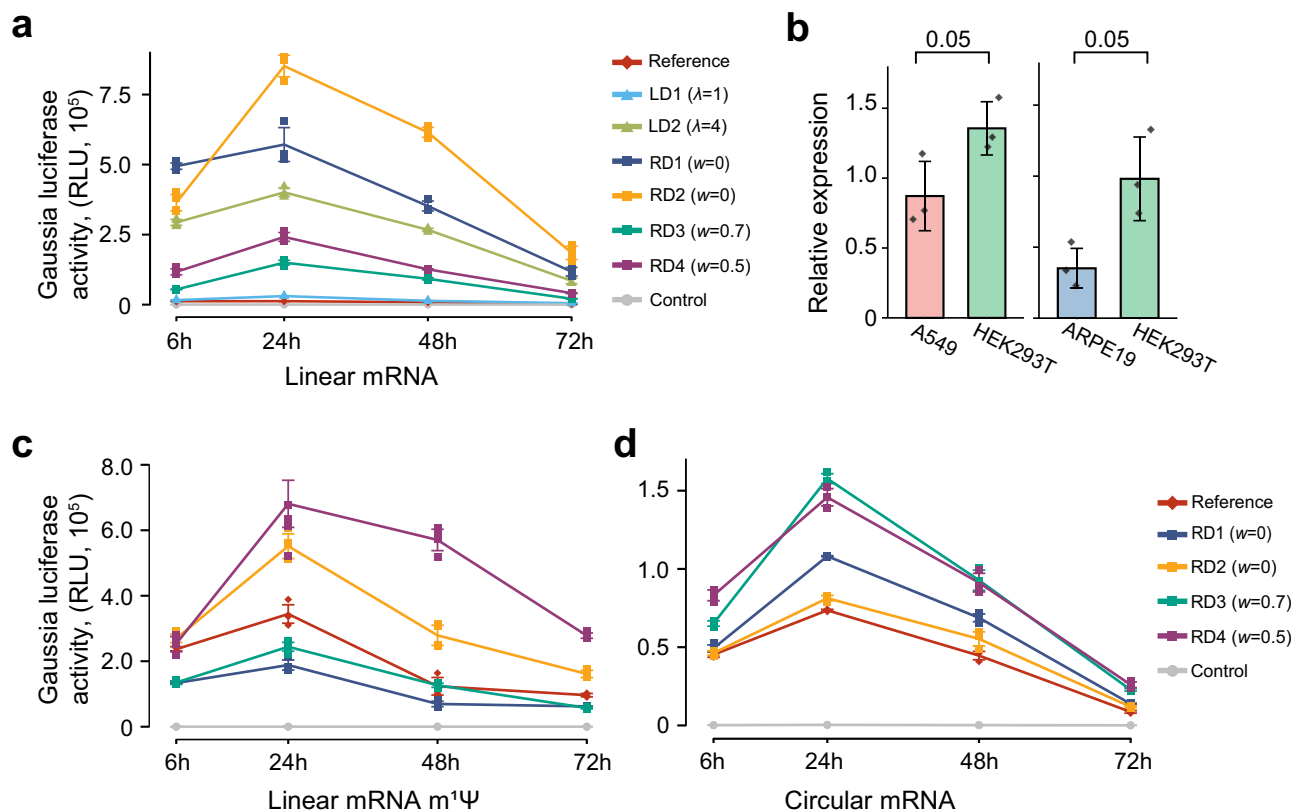 a
Gaussia luciferase
activity, (RLU, 10⁵)
7.5
5.0
2.5
0
6h 24h 48h 72h
Linear mRNA
Reference
LD1 (λ=1)
LD2 (λ=4)
RD1 (w=0)
RD2 (w=0)
RD3 (w=0.7)
RD4 (w=0.5)
Control
b
0.05 0.05
Relative expression
1.5
1.0
0.5
0
A549 HEK293T ARPE19 HEK293T
c
Gaussia luciferase
activity, (RLU, 10⁵)
8.0
6.0
4.0
2.0
0
6h 24h 48h 72h
Linear mRNA m¹Ψ
d
1.5
1.0
0.5
0
6h 24h 48h 72h
Circular mRNA
Reference
RD1 (w=0)
RD2 (w=0)
RD3 (w=0.7)
RD4 (w=0.5)
Control